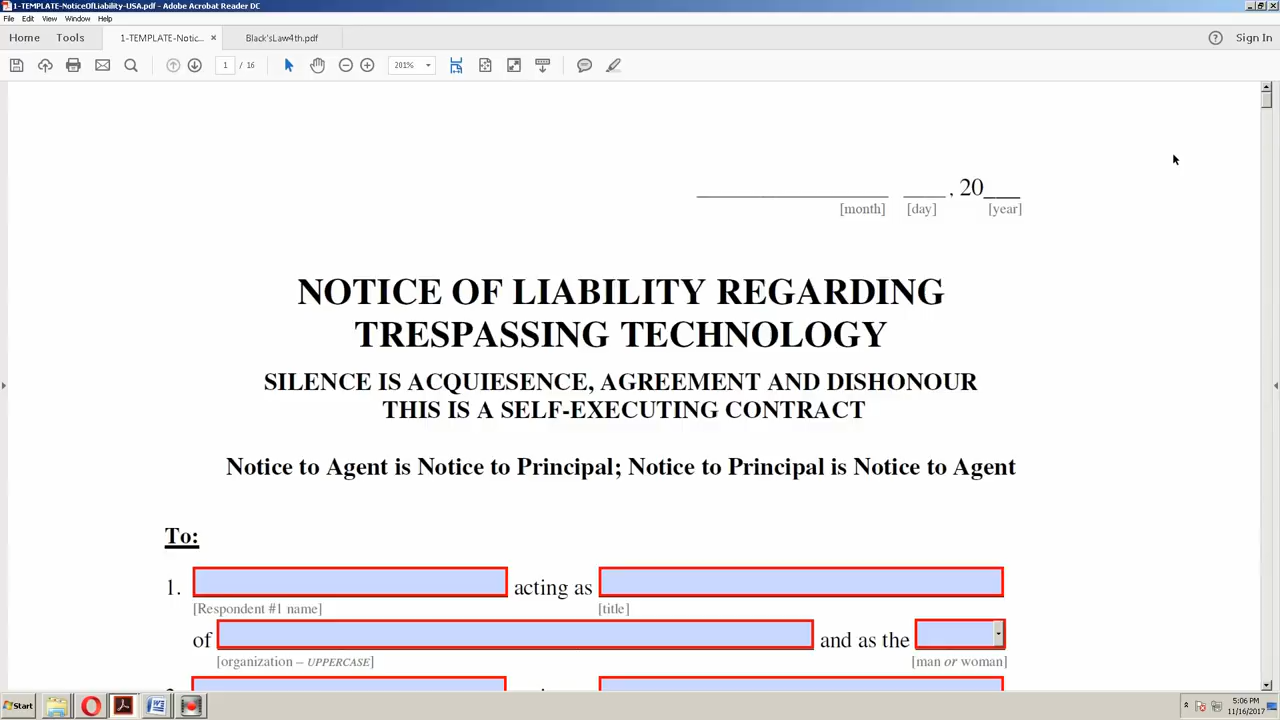 1-TEMPLATE-NoticeOfLiability-USA.pdf - Adobe Acrobat Reader DC
File Edit View Window Help
Home Tools 1-TEMPLATE-Notic... × Black'sLaw4th.pdf ? Sign In
1 / 16 201%
____ ____ , 20____
[month] [day] [year]
NOTICE OF LIABILITY REGARDING
TRESPASSING TECHNOLOGY
SILENCE IS ACQUIESENCE, AGREEMENT AND DISHONOUR
THIS IS A SELF-EXECUTING CONTRACT
Notice to Agent is Notice to Principal; Notice to Principal is Notice to Agent
To:
1. acting as
[Respondent #1 name] [title]
of and as the
[organization – UPPERCASE] [man or woman]
Start
5:06 PM
11/16/2017